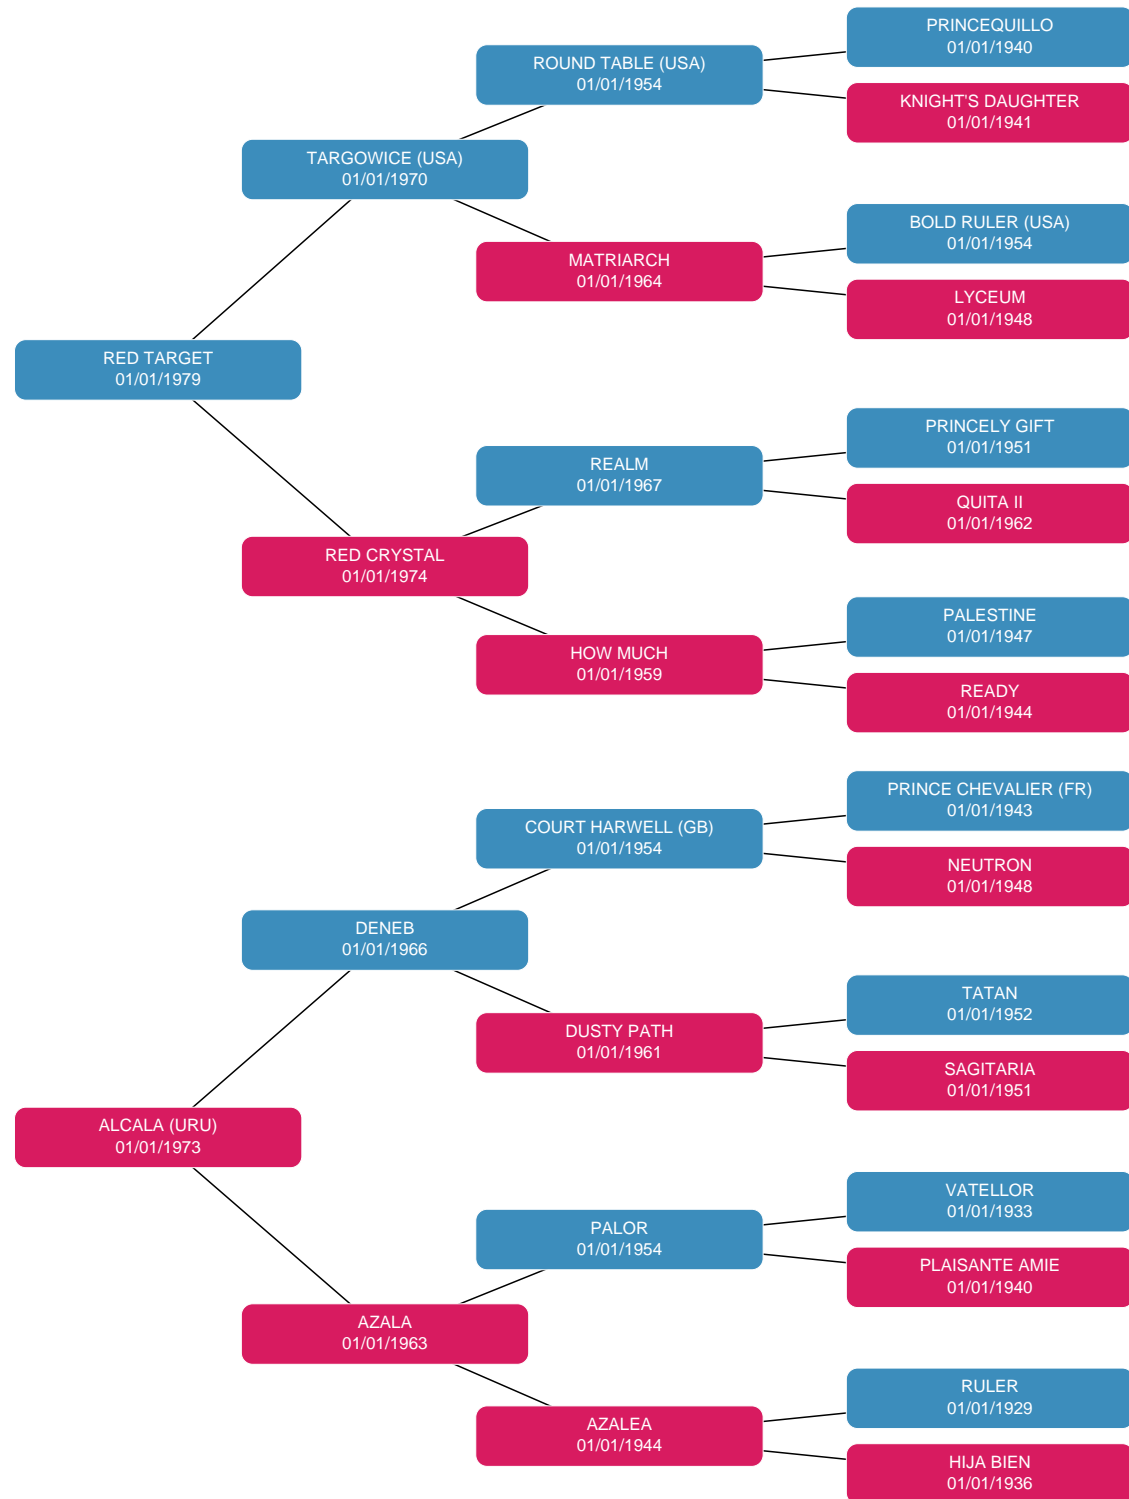 PRINCEQUILLO
01/01/1940
ROUND TABLE (USA)
01/01/1954
KNIGHT'S DAUGHTER
01/01/1941
TARGOWICE (USA)
01/01/1970
BOLD RULER (USA)
01/01/1954
MATRIARCH
01/01/1964
LYCEUM
01/01/1948
RED TARGET
01/01/1979
PRINCELY GIFT
01/01/1951
REALM
01/01/1967
QUITA II
01/01/1962
RED CRYSTAL
01/01/1974
PALESTINE
01/01/1947
HOW MUCH
01/01/1959
READY
01/01/1944
PRINCE CHEVALIER (FR)
01/01/1943
COURT HARWELL (GB)
01/01/1954
NEUTRON
01/01/1948
DENEB
01/01/1966
TATAN
01/01/1952
DUSTY PATH
01/01/1961
SAGITARIA
01/01/1951
ALCALA (URU)
01/01/1973
VATELLOR
01/01/1933
PALOR
01/01/1954
PLAISANTE AMIE
01/01/1940
AZALA
01/01/1963
RULER
01/01/1929
AZALEA
01/01/1944
HIJA BIEN
01/01/1936